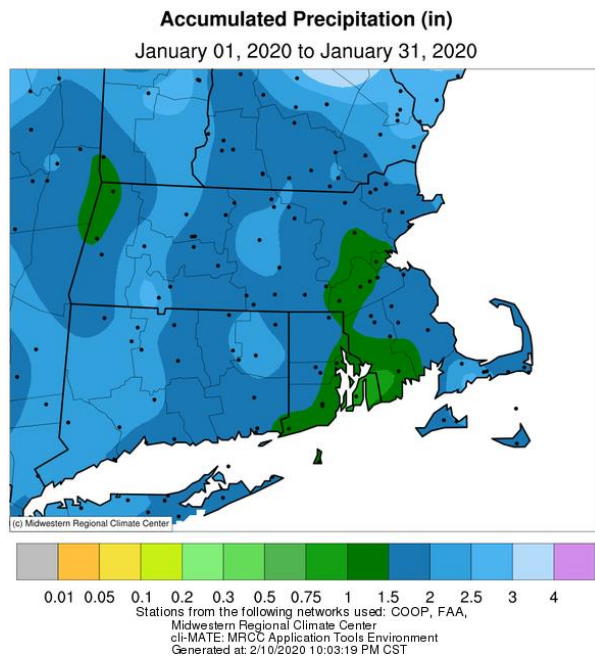 Accumulated Precipitation (in)
January 01, 2020 to January 31, 2020
(c) Midwestern Regional Climate Center
0.01 0.05 0.1 0.2 0.3 0.5 0.75 1 1.5 2 2.5 3 4
Stations from the following networks used: COOP, FAA,
Midwestern Regional Climate Center
cli-MATE: MRCC Application Tools Environment
Generated at: 2/10/2020 10:03:19 PM CST